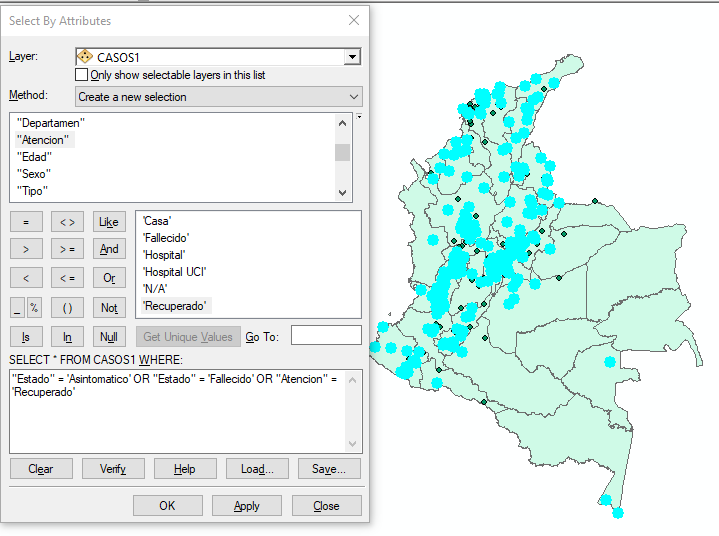 Select By Attributes
Layer: CASOS1
Only show selectable layers in this list
Method: Create a new selection
"Departamen"
"Atencion"
"Edad"
"Sexo"
"Tipo"
= < > Like
> > = And
< < = Or
_ % ( ) Not
Is In Null
'Casa'
'Fallecido'
'Hospital'
'Hospital UCI'
'N/A'
'Recuperado'
Get Unique Values Go To:
SELECT * FROM CASOS1 WHERE:
"Estado" = 'Asintomatico' OR "Estado" = 'Fallecido' OR "Atencion" =
'Recuperado'
Clear Verify Help Load... Save...
OK Apply Close